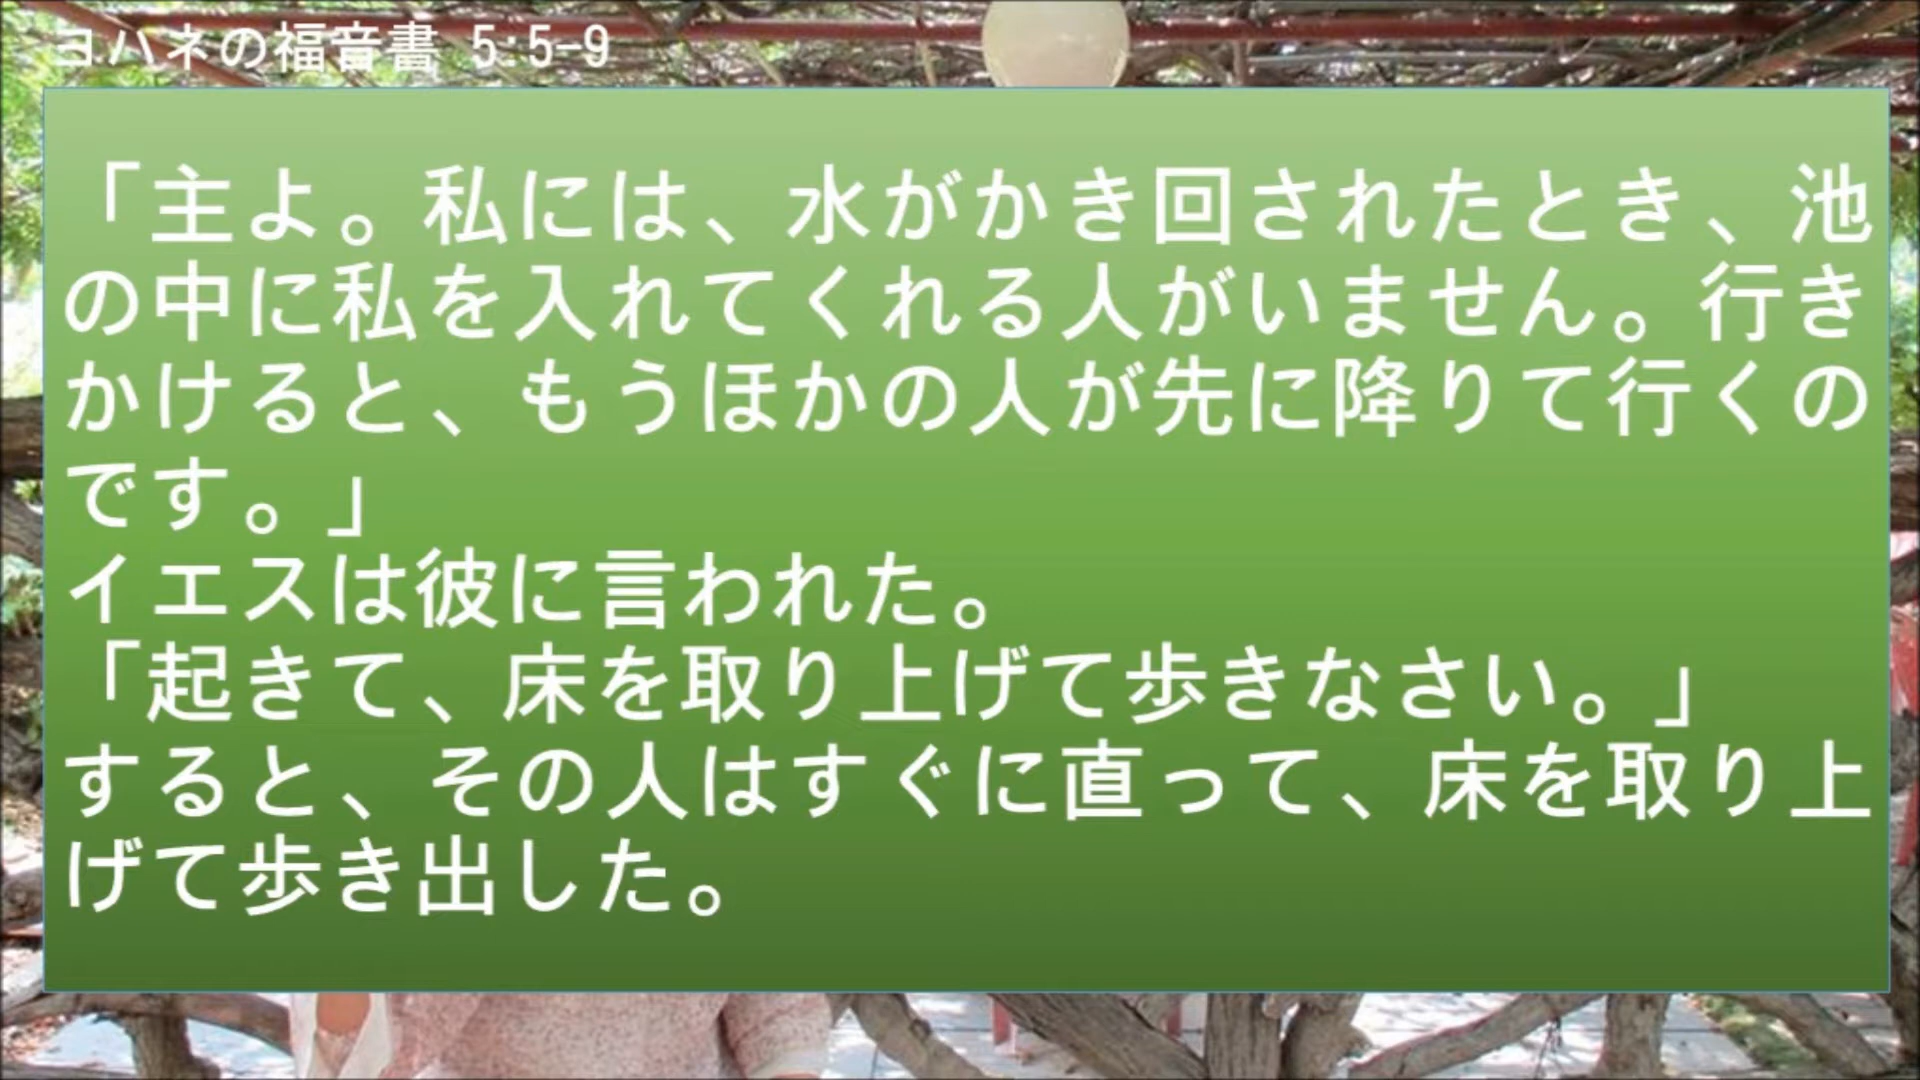 ヨハネの福音書 5:5-9
「主よ。私には、水がかき回されたとき、池
の中に私を入れてくれる人がいません。行き
かけると、もうほかの人が先に降りて行くの
です。」
イエスは彼に言われた。
「起きて、床を取り上げて歩きなさい。」
すると、その人はすぐに直って、床を取り上
げて歩き出した。